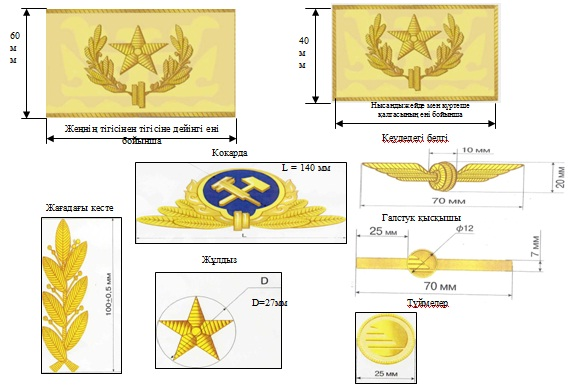 60
м
м
40
м
м
Жеңнің тігісінен тігісіне дейінгі ені
бойынша
Нысандыжейде мен күртеше
қалтасының ені бойынша
Кеудедегі белгі
Кокарда
L = 140 мм
L
10 мм
20 мм
70 мм
Жағадағы кесте
100±0,5 мм
Галстук қысқышы
25 мм
ф12
7 мм
70 мм
Жұлдыз
D
D=27мм
Түймелер
25 мм